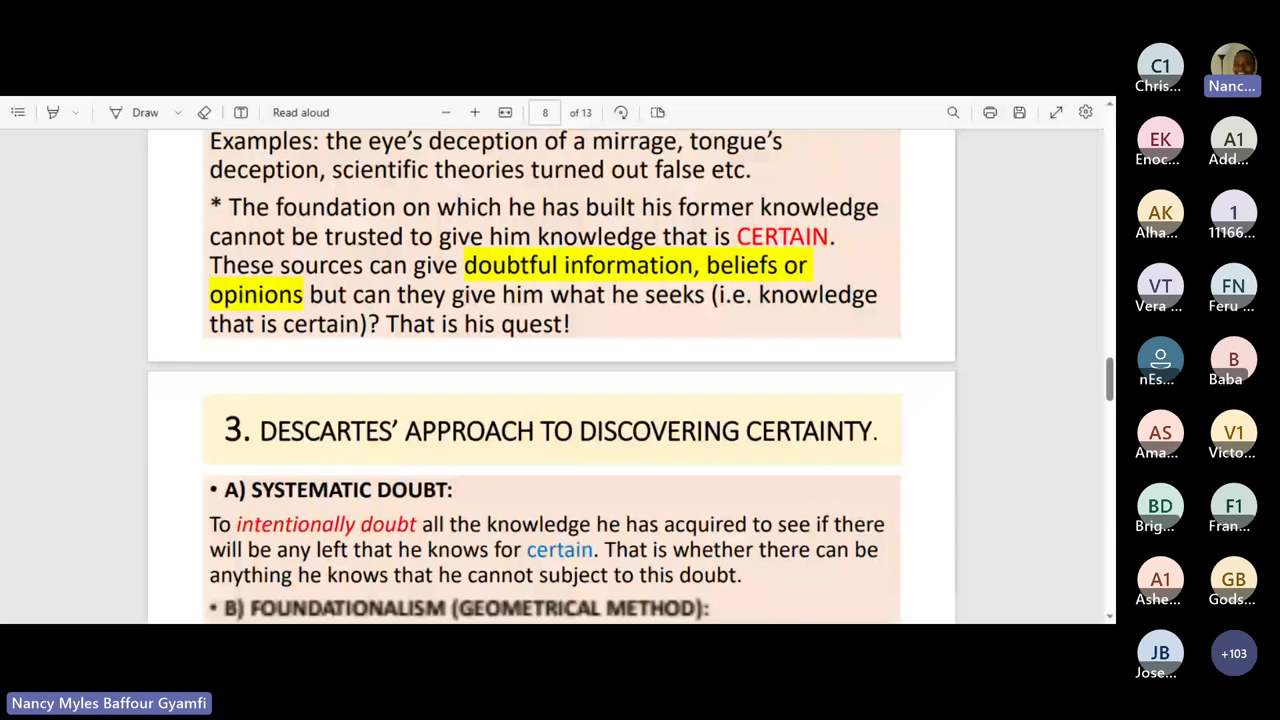 Draw
Read aloud
8 of 13
Examples: the eye's deception of a mirrage, tongue's
deception, scientific theories turned out false etc.
* The foundation on which he has built his former knowledge
cannot be trusted to give him knowledge that is CERTAIN.
These sources can give doubtful information, beliefs or
opinions but can they give him what he seeks (i.e. knowledge
that is certain)? That is his quest!
3. DESCARTES' APPROACH TO DISCOVERING CERTAINTY.
• A) SYSTEMATIC DOUBT:
To intentionally doubt all the knowledge he has acquired to see if there
will be any left that he knows for certain. That is whether there can be
anything he knows that he cannot subject to this doubt.
• B) FOUNDATIONALISM (GEOMETRICAL METHOD):
C1
Chris...
Nanc...
EK
Enoc...
A1
Add...
AK
Alha...
1
11166...
VT
Vera ...
FN
Feru ...
nEs...
B
Baba
AS
Ama...
V1
Victo...
BD
Brig...
F1
Fran...
A1
Ashe...
GB
Gods...
JB
Jose...
+103
Nancy Myles Baffour Gyamfi